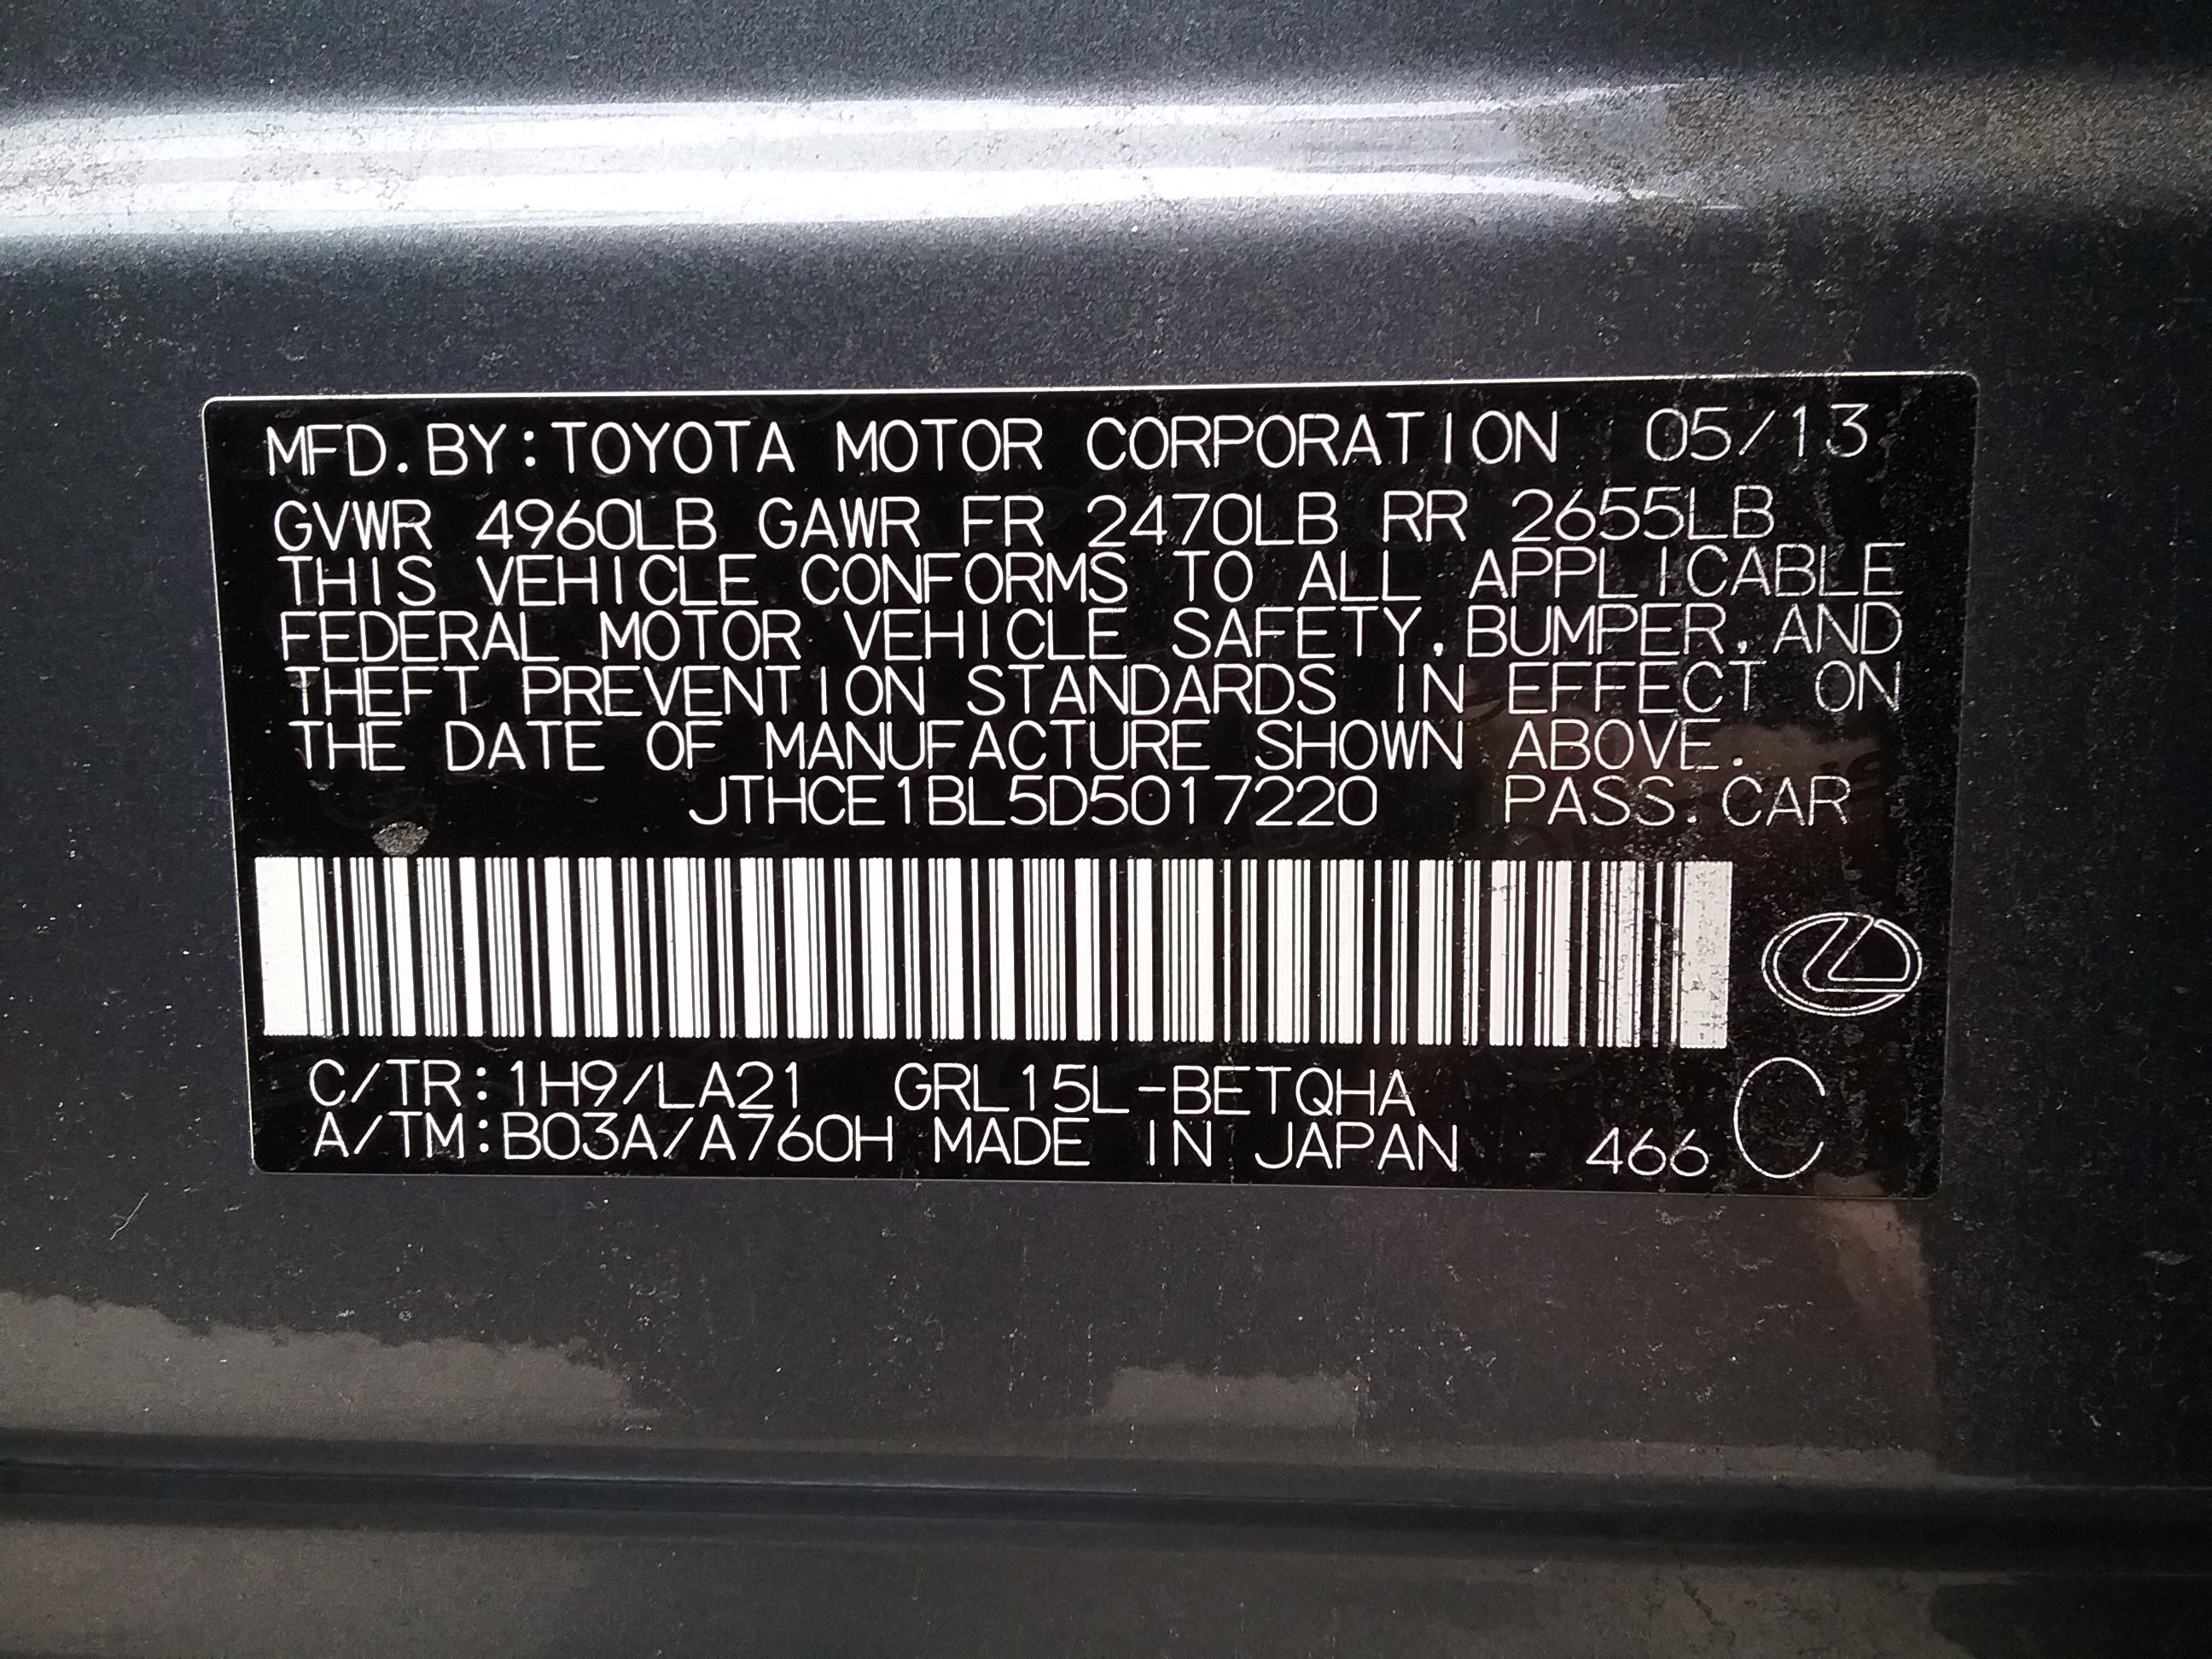 MFD. BY: TOYOTA MOTOR CORPORATION 05/13
GVWR 4960LB GAWR FR 2470LB RR 2655LB
THIS VEHICLE CONFORMS TO ALL APPLICABLE
FEDERAL MOTOR VEHICLE SAFETY, BUMPER, AND
THEFT PREVENTION STANDARDS IN EFFECT ON
THE DATE OF MANUFACTURE SHOWN ABOVE.
JTHCE1BL5D5017220 PASS. CAR
C/TR: 1H9/LA21 GRL15L-BETQHA
A/TM: B03A/A760H MADE IN JAPAN 466 C